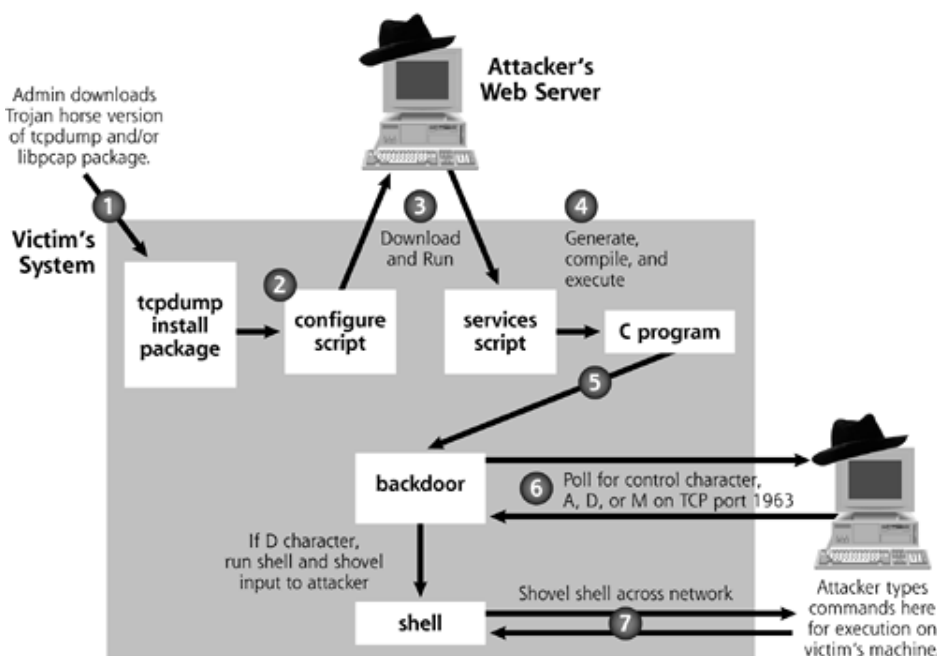 Attacker's
Web Server
Admin downloads
Trojan horse version
of tcpdump and/or
libpcap package.
1
Victim's
System
tcpdump
install
package
2
configure
script
3
Download
and Run
services
script
4
Generate,
compile, and
execute
C program
5
backdoor
6
Poll for control character,
A, D, or M on TCP port 1963
If D character,
run shell and shovel
input to attacker
shell
Shovel shell across network
7
Attacker types
commands here
for execution on
victim's machine